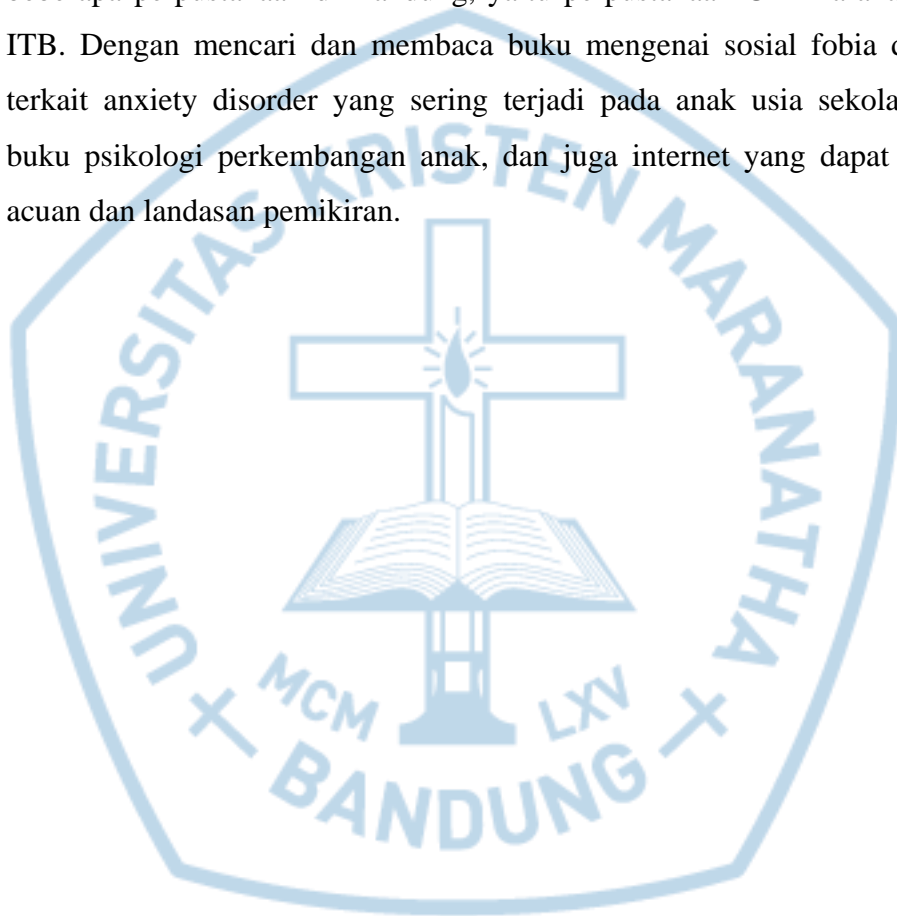 ITB. Dengan mencari dan membaca buku mengenai sosial fobia
terkait anxiety disorder yang sering terjadi pada anak usia
buku psikologi perkembangan anak, dan juga internet yang dapat
acuan dan landasan pemikiran.
UNIVERSITAS KRISTEN MARANATHA
MCM LXV
BANDUNG